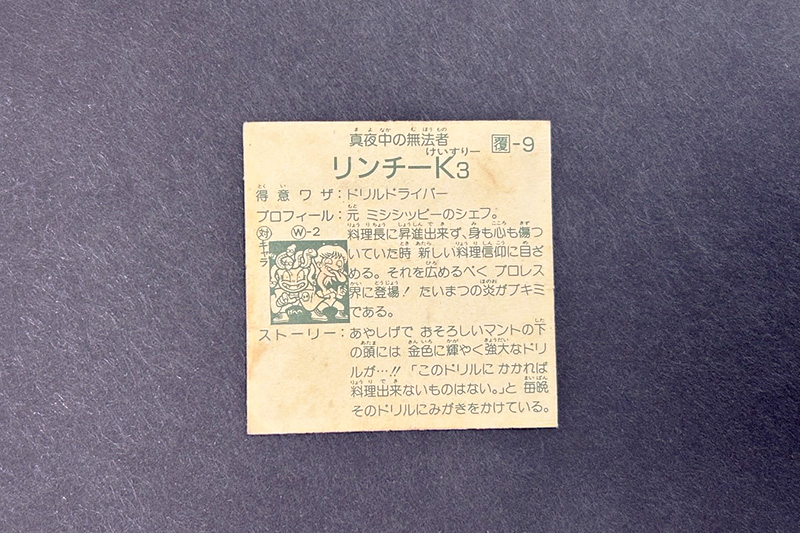 真夜中の無法者
覆-9
リンチーK3
得意ワザ：ドリルドライバー
プロフィール：元 ミシシッピーのシェフ。
料理長に昇進出来ず、身も心も傷つ
いていた時 新しい料理信仰に目ざ
める。それを広めるべく プロレス
界に登場！ たいまつの炎がブキミ
である。
対キャラ
W-2
ストーリー：あやしげで おそろしいマントの下
の頭には 金色に輝やく強大なドリ
ルが…!! 「このドリルに かかれば
料理出来ないものはない。」と 毎晩
そのドリルにみがきをかけている。